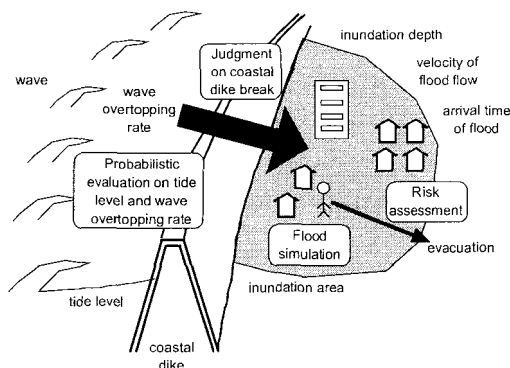 inundation depth
Judgment
on coastal
dike break
velocity of
flood flow
wave
wave
overtopping
rate
arrival time
of flood
Probabilistic
evaluation on tide
level and wave
overtopping rate
Risk
assessment
Flood
simulation
evacuation
tide level
inundation area
coastal
dike